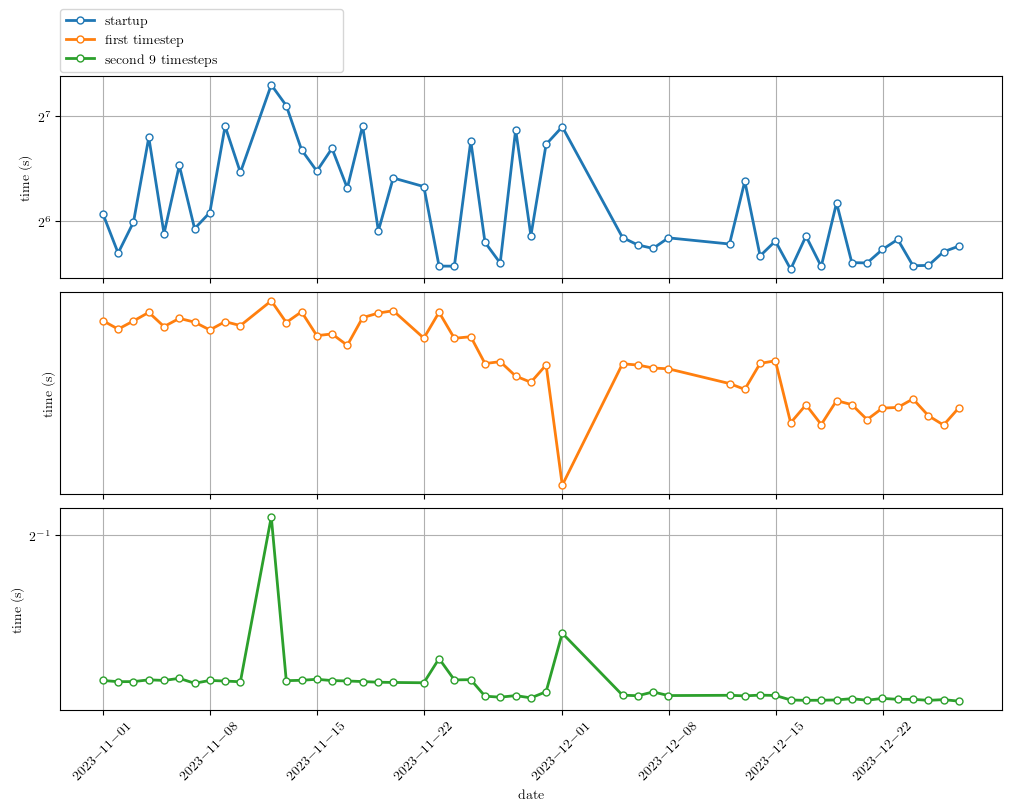 startup
first timestep
second 9 timesteps
2^7
2^6
time (s)
time (s)
2^−1
time (s)
2023−11−01
2023−11−08
2023−11−15
2023−11−22
2023−12−01
2023−12−08
2023−12−15
2023−12−22
date